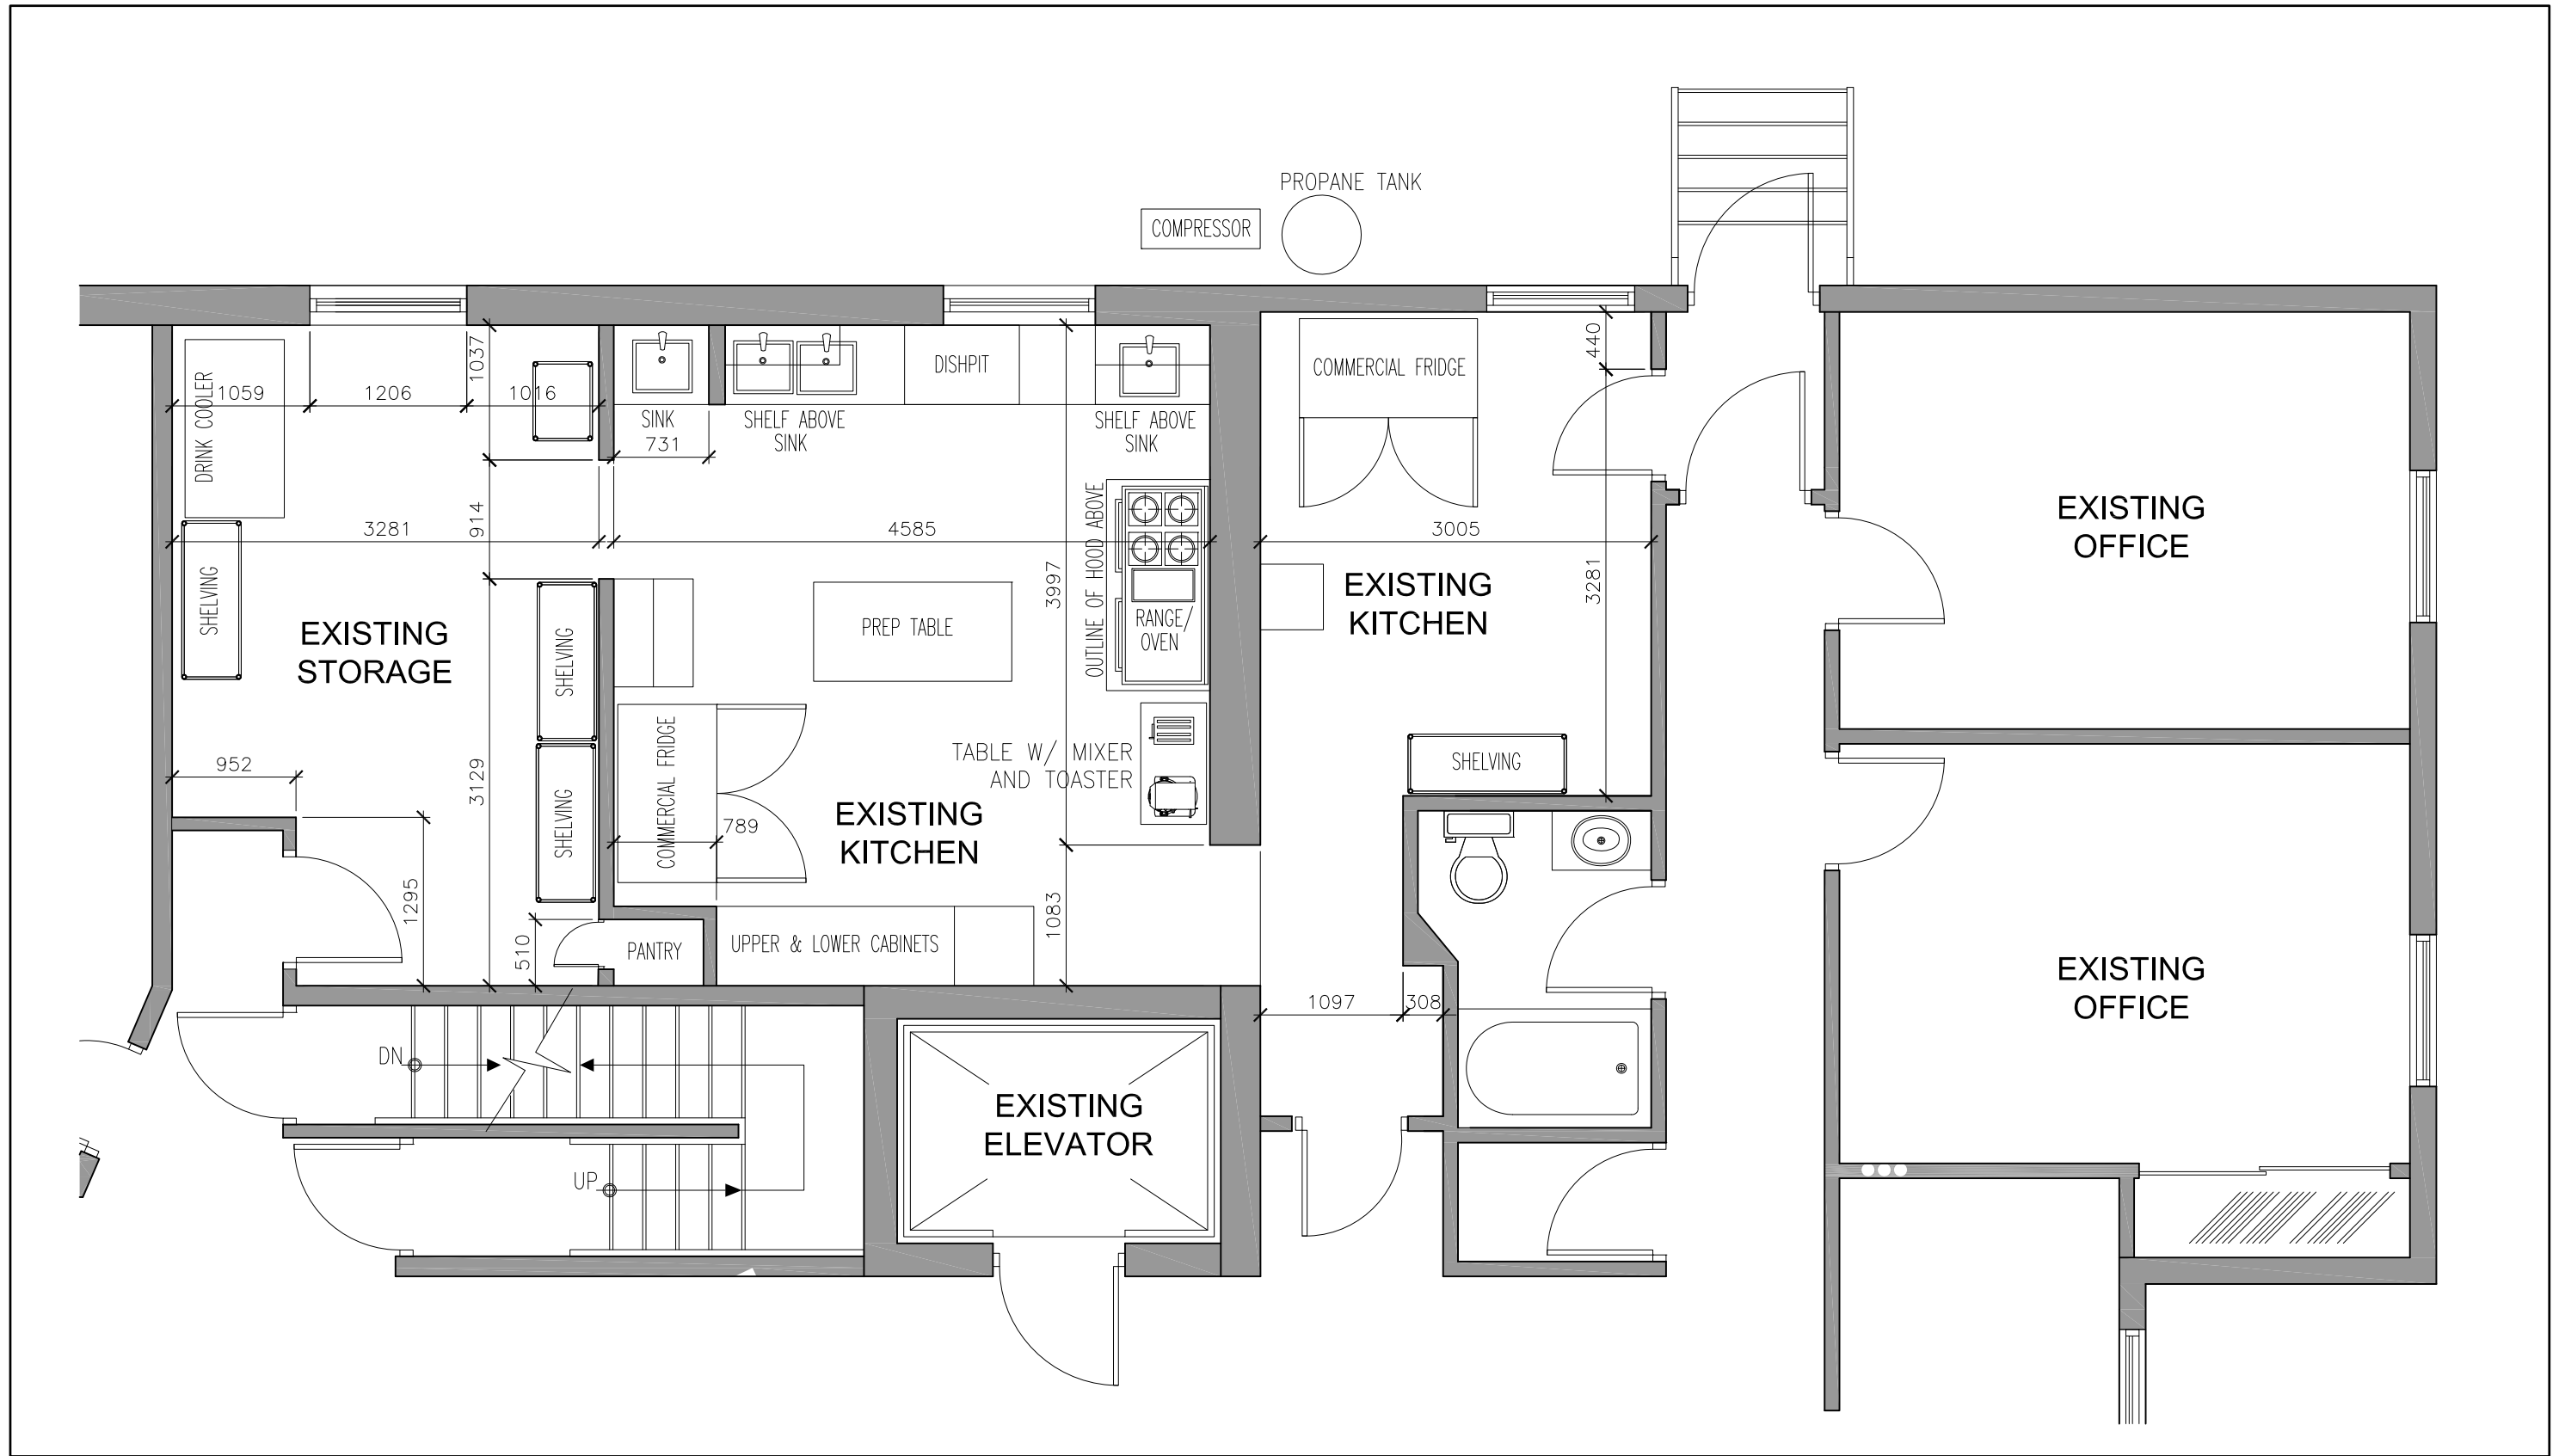 PROPANE TANK
COMPRESSOR
DRINK COOLER
1059
1206
1037
1016
SINK
731
SHELF ABOVE
SINK
DISHPIT
SHELF ABOVE
SINK
COMMERCIAL FRIDGE
440
914
3281
4585
3005
3281
3997
OUTLINE OF HOOD ABOVE
RANGE/
OVEN
SHELVING
EXISTING
STORAGE
SHELVING
SHELVING
PREP TABLE
EXISTING
KITCHEN
EXISTING
OFFICE
952
3129
1295
510
COMMERCIAL FRIDGE
789
TABLE W/ MIXER
AND TOASTER
EXISTING
KITCHEN
SHELVING
1083
PANTRY
UPPER & LOWER CABINETS
1097
308
EXISTING
OFFICE
DN
UP
EXISTING
ELEVATOR